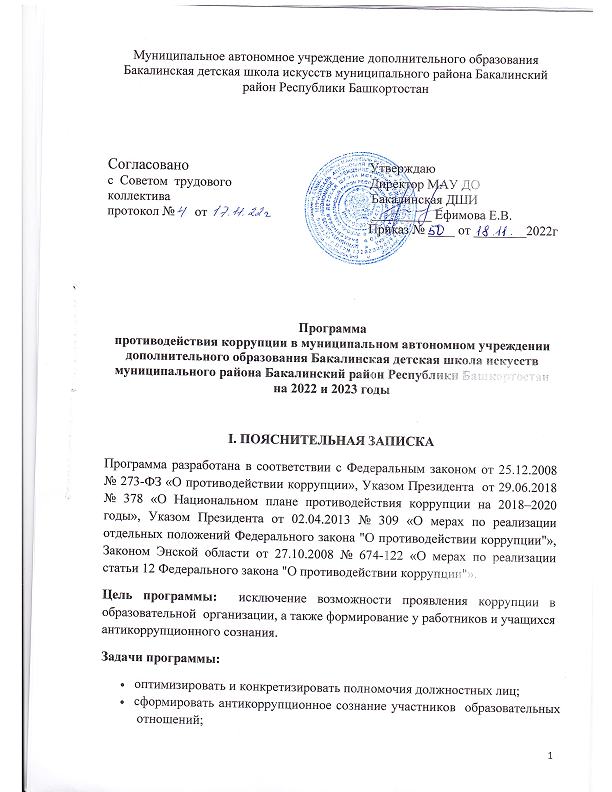 Муниципальное автономное учреждение дополнительного образования
Бакалинская детская школа искусств муниципального района Бакалинский
район Республики Башкортостан
Согласовано
с Советом трудового
коллектива
протокол № 4 от 17.11.22г
Утверждаю
Директор МАУ ДО
Бакалинская ДШИ
Ефимова Е.В.
Приказ № 50 от 18.11. 2022г
Программа
противодействия коррупции в муниципальном автономном учреждении
дополнительного образования Бакалинская детская школа искусств
муниципального района Бакалинский район Республики Башкортостан
на 2022 и 2023 годы
I. ПОЯСНИТЕЛЬНАЯ ЗАПИСКА
Программа разработана в соответствии с Федеральным законом от 25.12.2008
№ 273-ФЗ «О противодействии коррупции», Указом Президента от 29.06.2018
№ 378 «О Национальном плане противодействия коррупции на 2018–2020
годы», Указом Президента от 02.04.2013 № 309 «О мерах по реализации
отдельных положений Федерального закона "О противодействии коррупции"»,
Законом Энской области от 27.10.2008 № 674-122 «О мерах по реализации
статьи 12 Федерального закона "О противодействии коррупции"».
Цель программы: исключение возможности проявления коррупции в
образовательной организации, а также формирование у работников и учащихся
антикоррупционного сознания.
Задачи программы:
• оптимизировать и конкретизировать полномочия должностных лиц;
• сформировать антикоррупционное сознание участников образовательных
отношений;
1